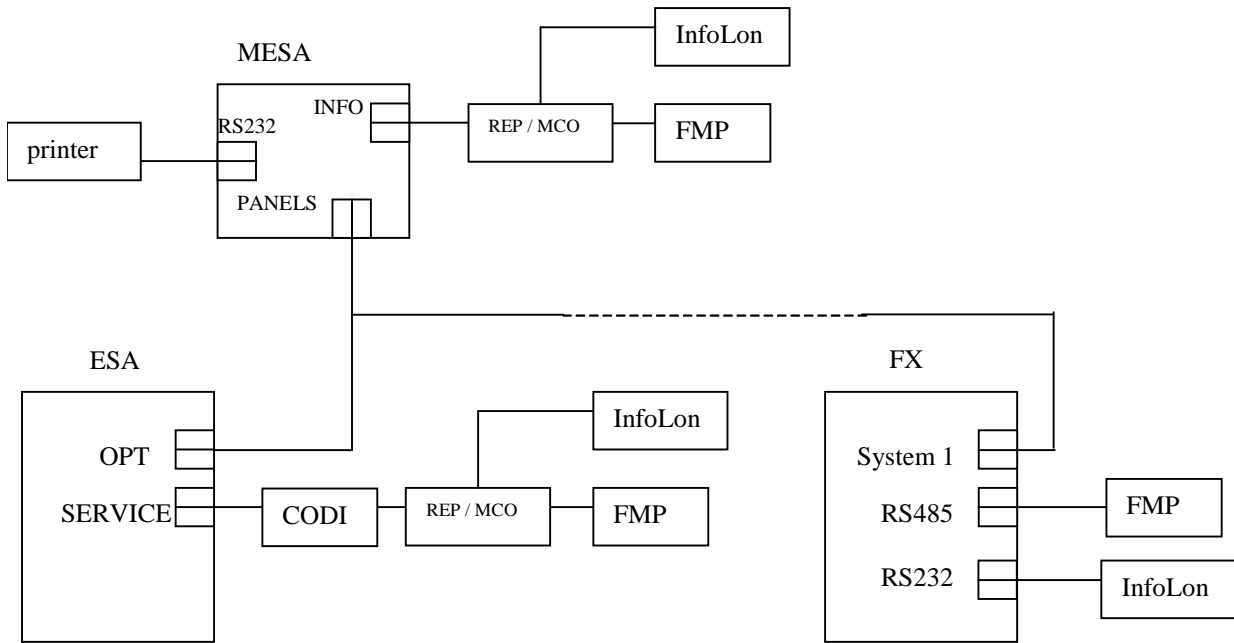 InfoLon
MESA
INFO
REP / MCO
FMP
RS232
printer
PANELS
ESA
FX
InfoLon
OPT
System 1
SERVICE
CODI
REP / MCO
FMP
RS485
FMP
RS232
InfoLon